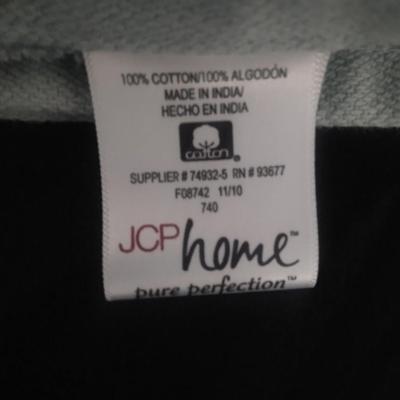 100% COTTON/100% ALGODÓN
MADE IN INDIA/
HECHO EN INDIA
cotton®
SUPPLIER # 74932-5 RN # 93677
F08742 11/10
740
JCP home™
pure perfection™